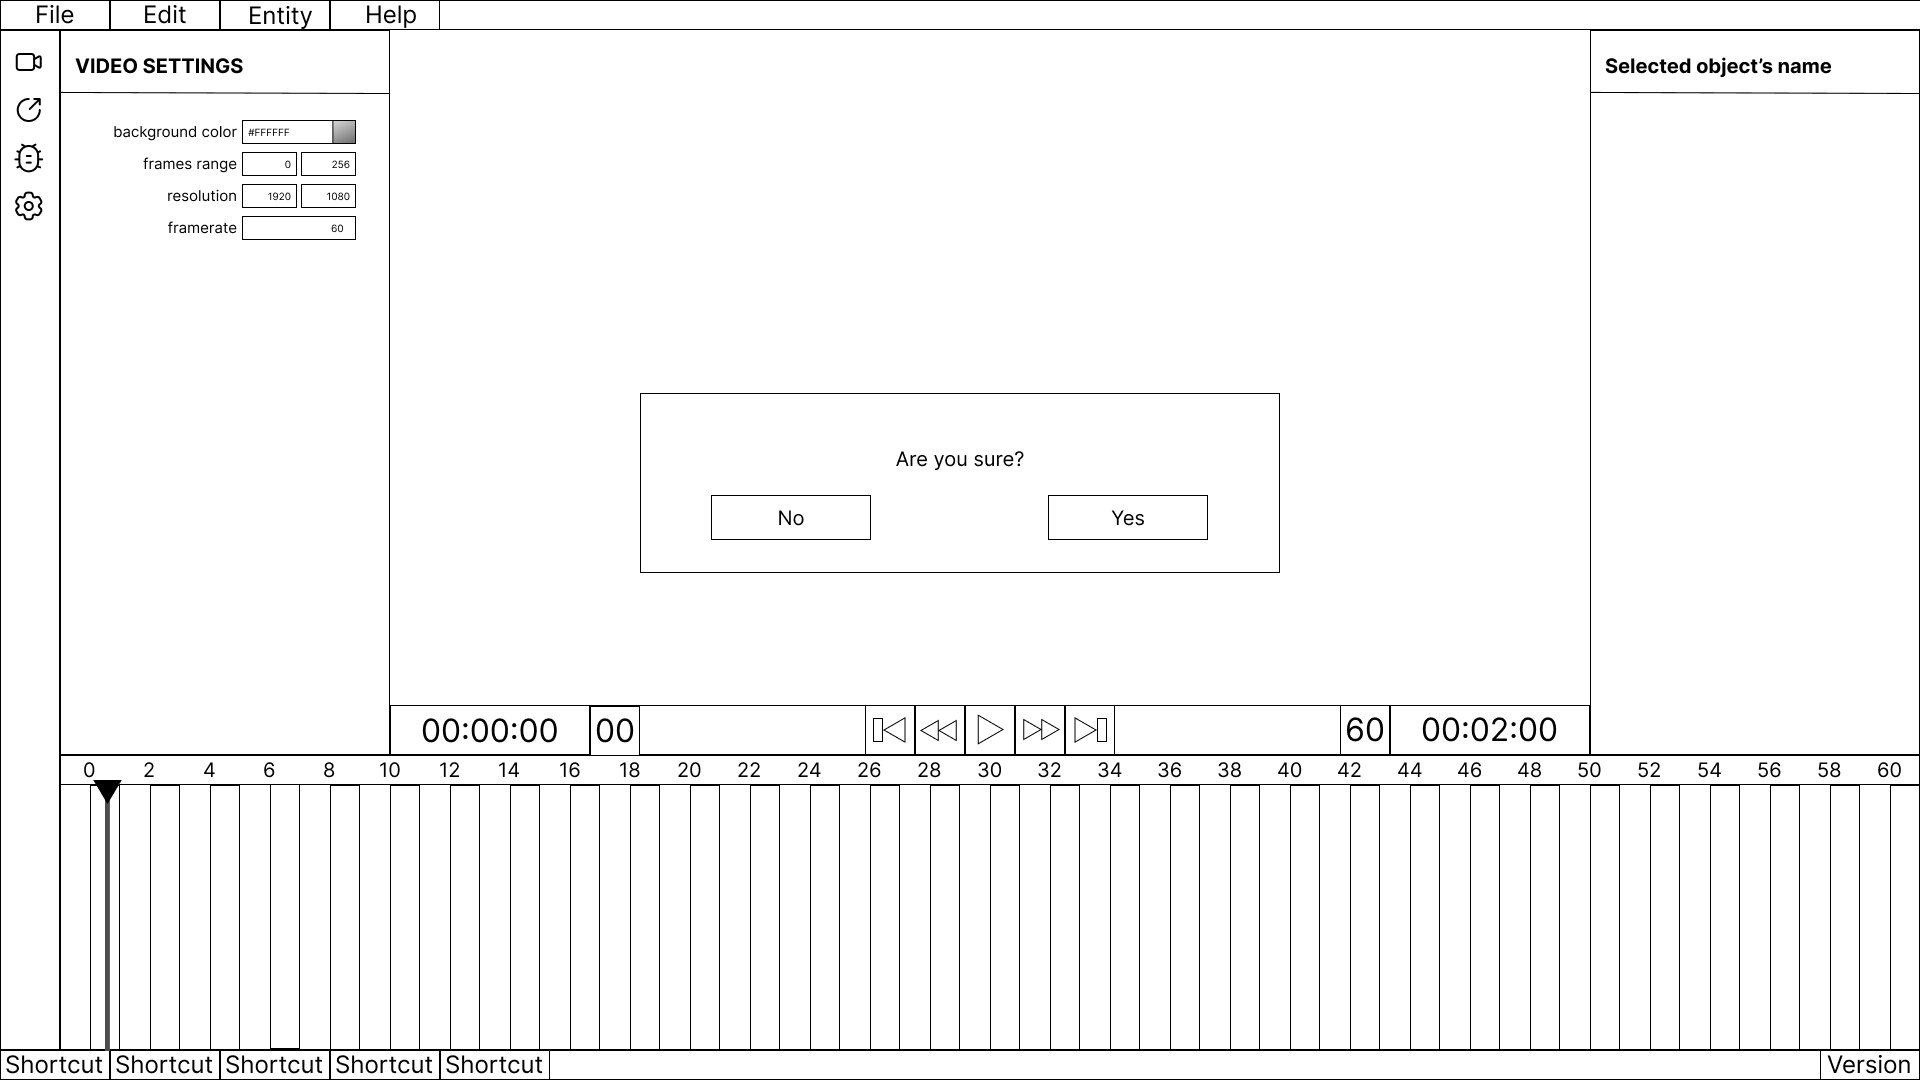 File Edit Entity Help
VIDEO SETTINGS
Selected object’s name
background color #FFFFFF
frames range 0 256
resolution 1920 1080
framerate 60
Are you sure?
No Yes
00:00:00 00 60 00:02:00
0 2 4 6 8 10 12 14 16 18 20 22 24 26 28 30 32 34 36 38 40 42 44 46 48 50 52 54 56 58 60
Shortcut Shortcut Shortcut Shortcut Shortcut Version